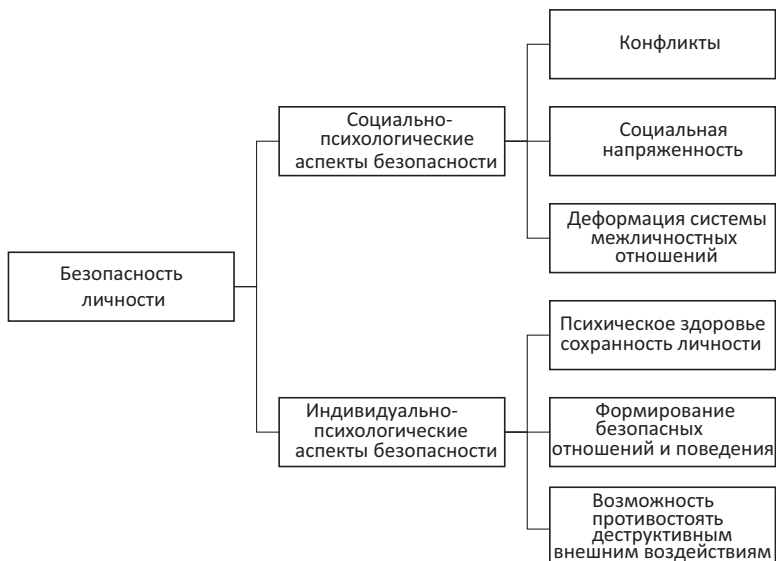 Безопасность
личности
Социально-
психологические
аспекты безопасности
Конфликты
Социальная
напряженность
Деформация системы
межличностных
отношений
Индивидуально-
психологические
аспекты безопасности
Психическое здоровье
сохранность личности
Формирование
безопасных
отношений и поведения
Возможность
противостоять
деструктивным
внешним воздействиям